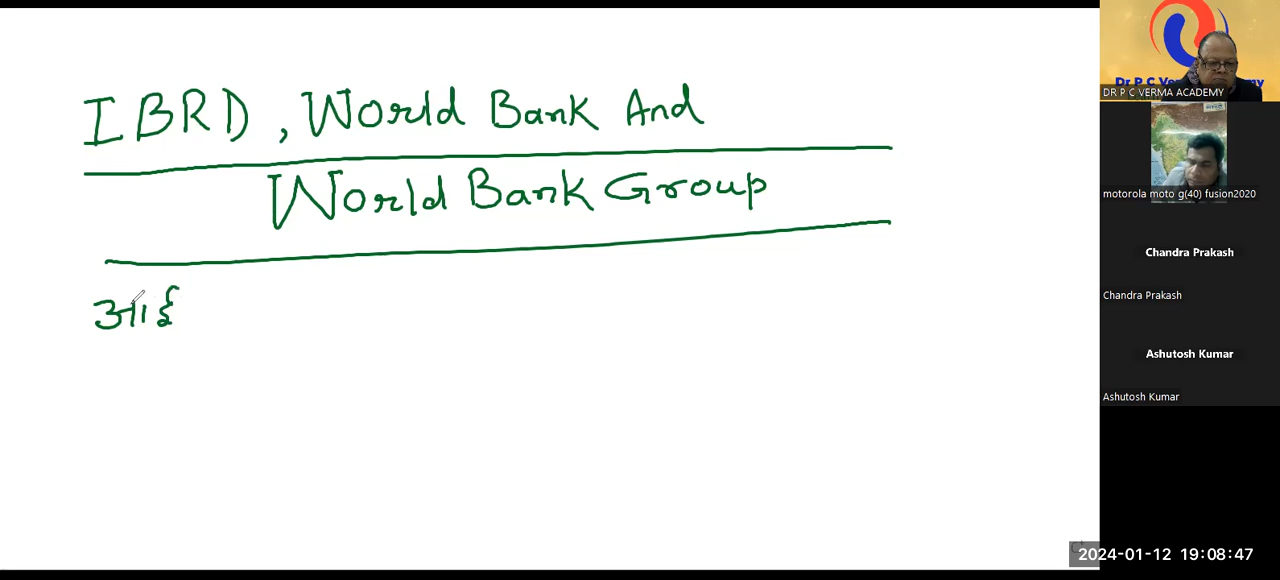 IBRD, World Bank And
World Bank Group
आई
DR P C VERMA ACADEMY
motorola moto g(40) fusion2020
Chandra Prakash
Chandra Prakash
Ashutosh Kumar
Ashutosh Kumar
2024-01-12 19:08:47